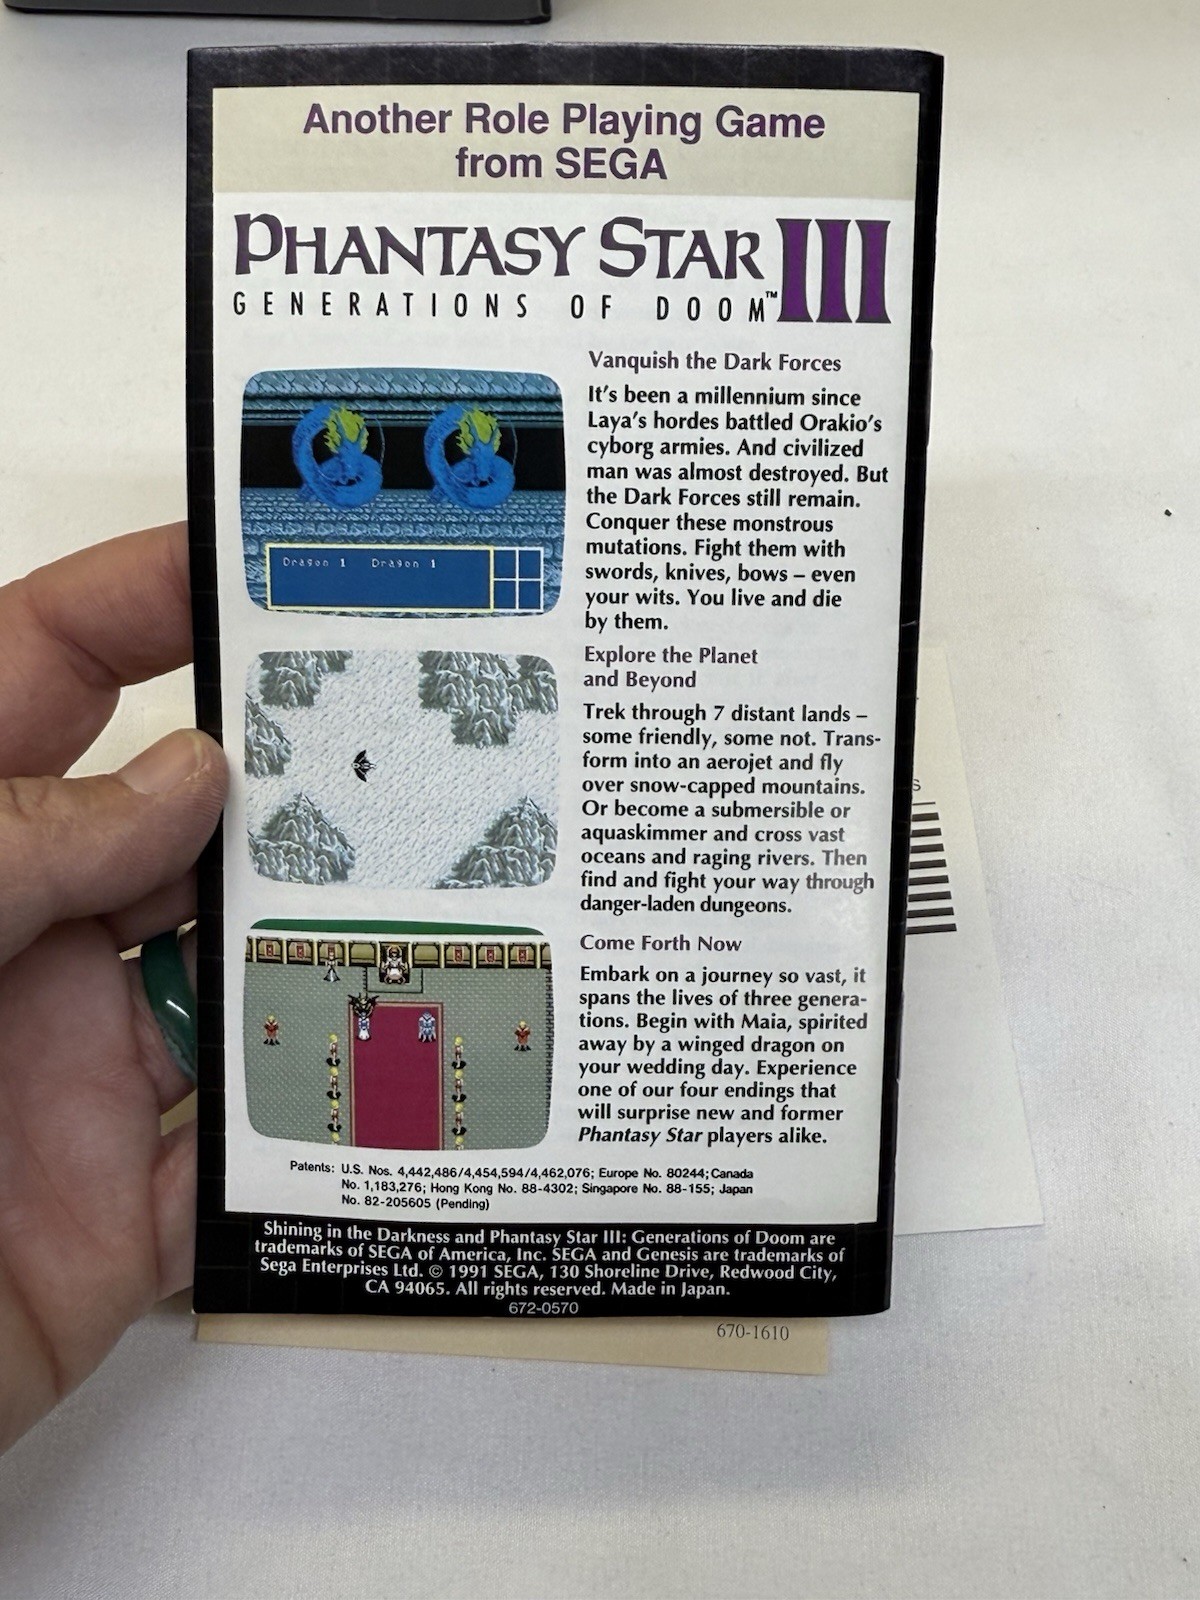 Another Role Playing Game
from SEGA
PHANTASY STAR III
GENERATIONS OF DOOM™
Vanquish the Dark Forces
It's been a millennium since
Laya's hordes battled Orakio's
cyborg armies. And civilized
man was almost destroyed. But
the Dark Forces still remain.
Conquer these monstrous
mutations. Fight them with
swords, knives, bows – even
your wits. You live and die
by them.
Dragon 1 Dragon 1
Explore the Planet
and Beyond
Trek through 7 distant lands –
some friendly, some not. Trans-
form into an aerojet and fly
over snow-capped mountains.
Or become a submersible or
aquaskimmer and cross vast
oceans and raging rivers. Then
find and fight your way through
danger-laden dungeons.
Come Forth Now
Embark on a journey so vast, it
spans the lives of three genera-
tions. Begin with Maia, spirited
away by a winged dragon on
your wedding day. Experience
one of our four endings that
will surprise new and former
Phantasy Star players alike.
Patents: U.S. Nos. 4,442,486/4,454,594/4,462,076; Europe No. 80244; Canada
No. 1,183,276; Hong Kong No. 88-4302; Singapore No. 88-155; Japan
No. 82-205605 (Pending)
Shining in the Darkness and Phantasy Star III: Generations of Doom are
trademarks of SEGA of America, Inc. SEGA and Genesis are trademarks of
Sega Enterprises Ltd. © 1991 SEGA, 130 Shoreline Drive, Redwood City,
CA 94065. All rights reserved. Made in Japan.
672-0570
670-1610